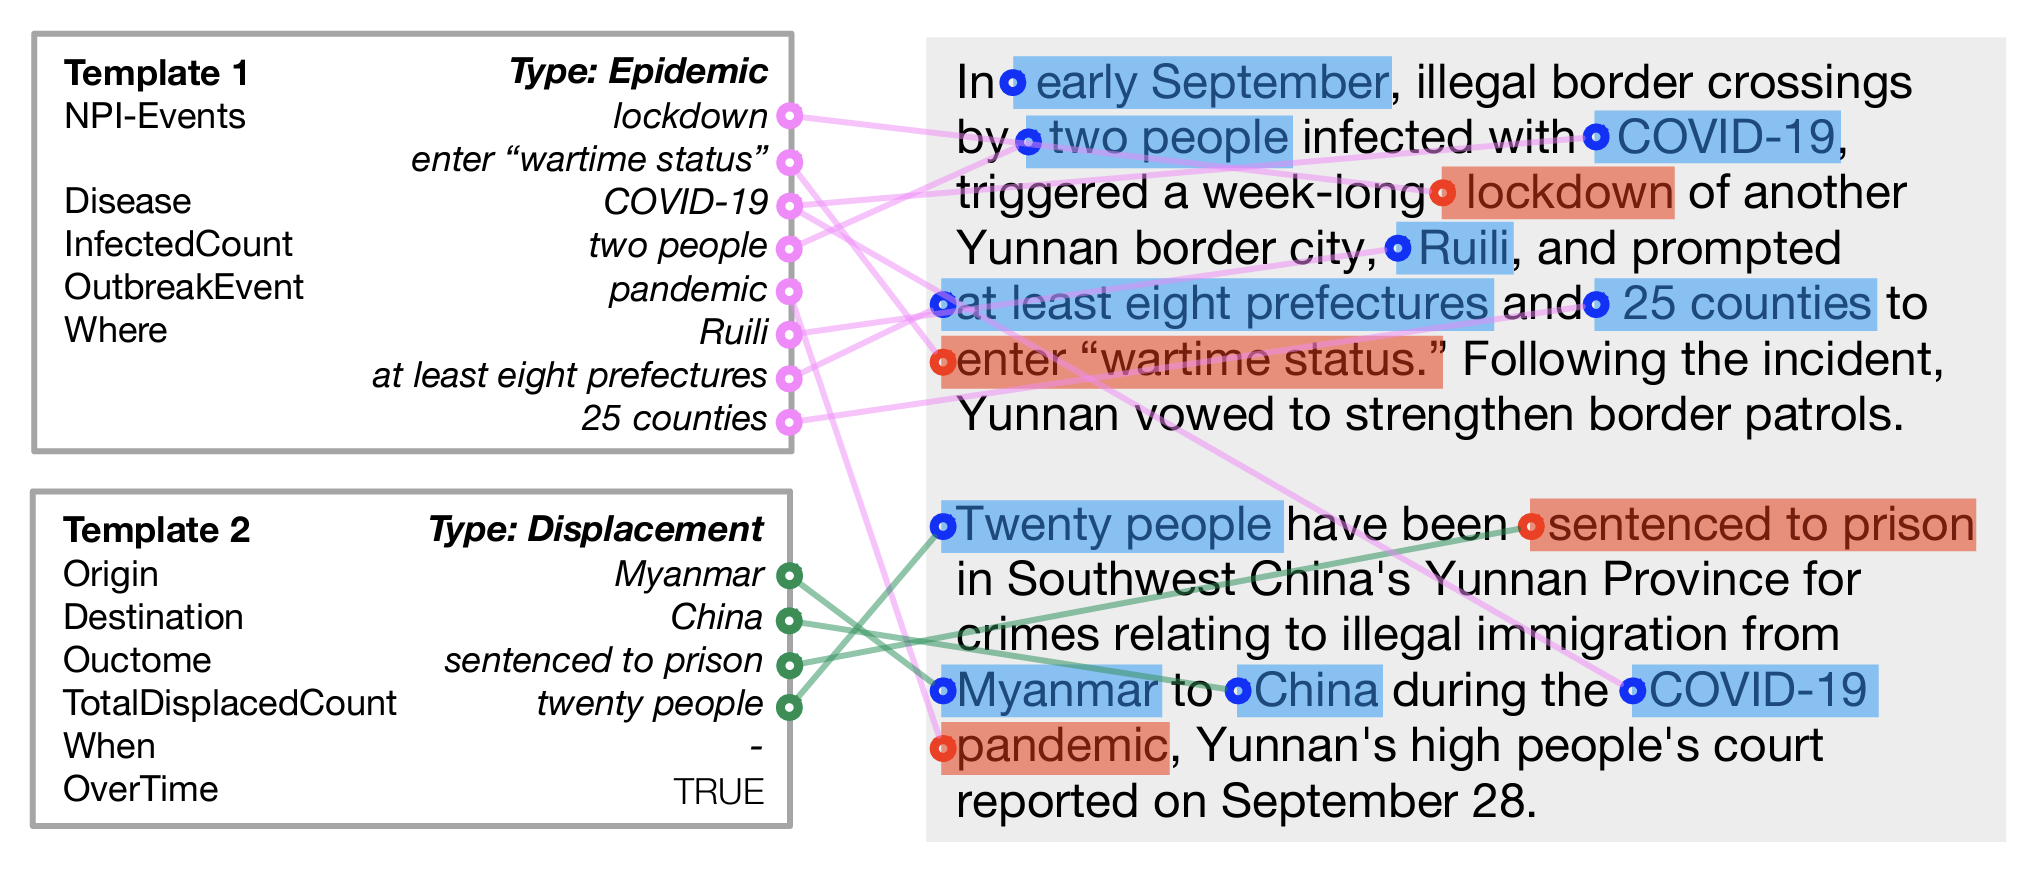 Template 1 Type: Epidemic
NPI-Events lockdown
enter “wartime status”
Disease COVID-19
InfectedCount two people
OutbreakEvent pandemic
Where Ruili
at least eight prefectures
25 counties
Template 2 Type: Displacement
Origin Myanmar
Destination China
Ouctome sentenced to prison
TotalDisplacedCount twenty people
When -
OverTime TRUE
In early September, illegal border crossings
by two people infected with COVID-19,
triggered a week-long lockdown of another
Yunnan border city, Ruili, and prompted
at least eight prefectures and 25 counties to
enter “wartime status.” Following the incident,
Yunnan vowed to strengthen border patrols.
Twenty people have been sentenced to prison
in Southwest China's Yunnan Province for
crimes relating to illegal immigration from
Myanmar to China during the COVID-19
pandemic, Yunnan's high people's court
reported on September 28.